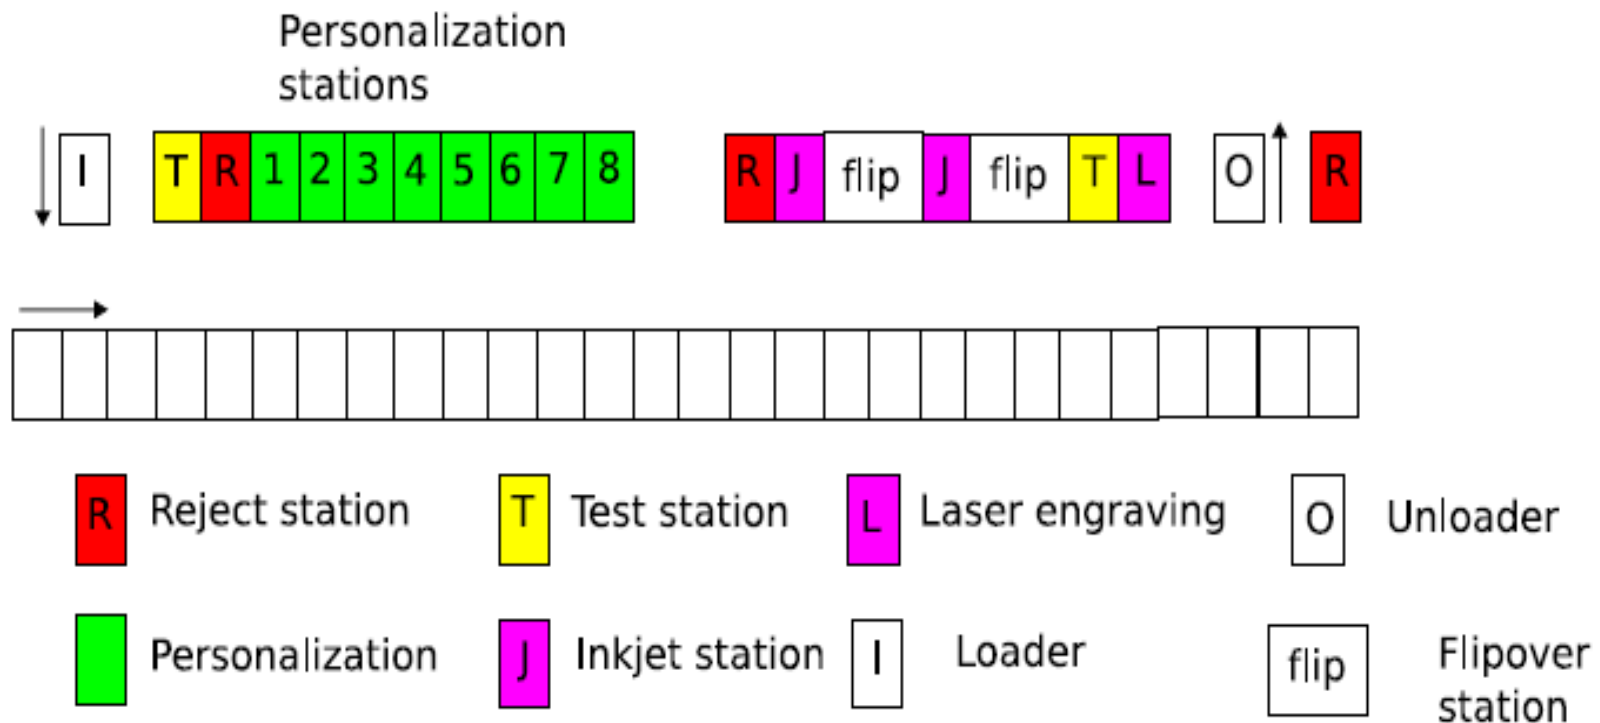 Personalization
stations
I T R 1 2 3 4 5 6 7 8 R J flip J flip T L O R
R Reject station T Test station L Laser engraving O Unloader
Personalization J Inkjet station I Loader flip Flipover
station